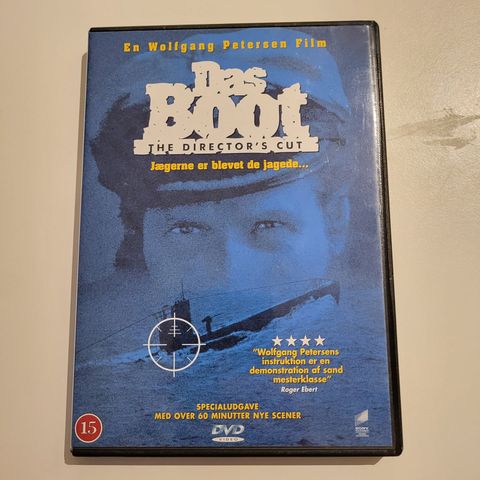 En Wolfgang Petersen Film
Das
Boot
THE DIRECTOR'S CUT
Jægerne er blevet de jagede...
"Wolfgang Petersens
instruktion er en
demonstration af sand
mesterklasse"
Roger Ebert
SPECIALUDGAVE
MED OVER 60 MINUTTER NYE SCENER
15
DVD
VIDEO